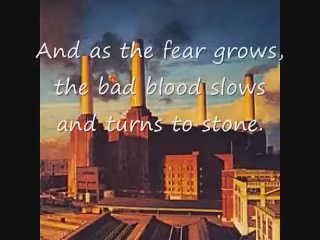 And as the fear grows,
the bad blood slows
and turns to stone.